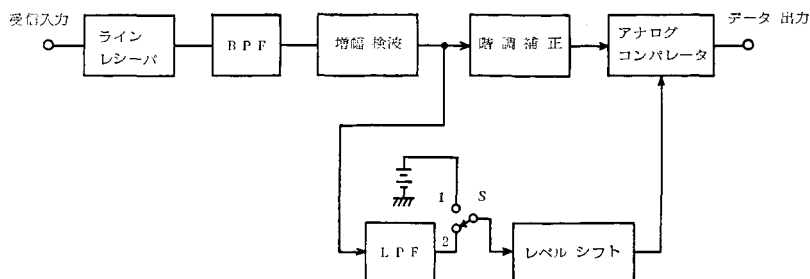 受信入力
ライン
レシーバ
BPF
増幅検波
階調補正
アナログ
コンパレータ
データ出力
1
S
2
LPF
レベルシフト